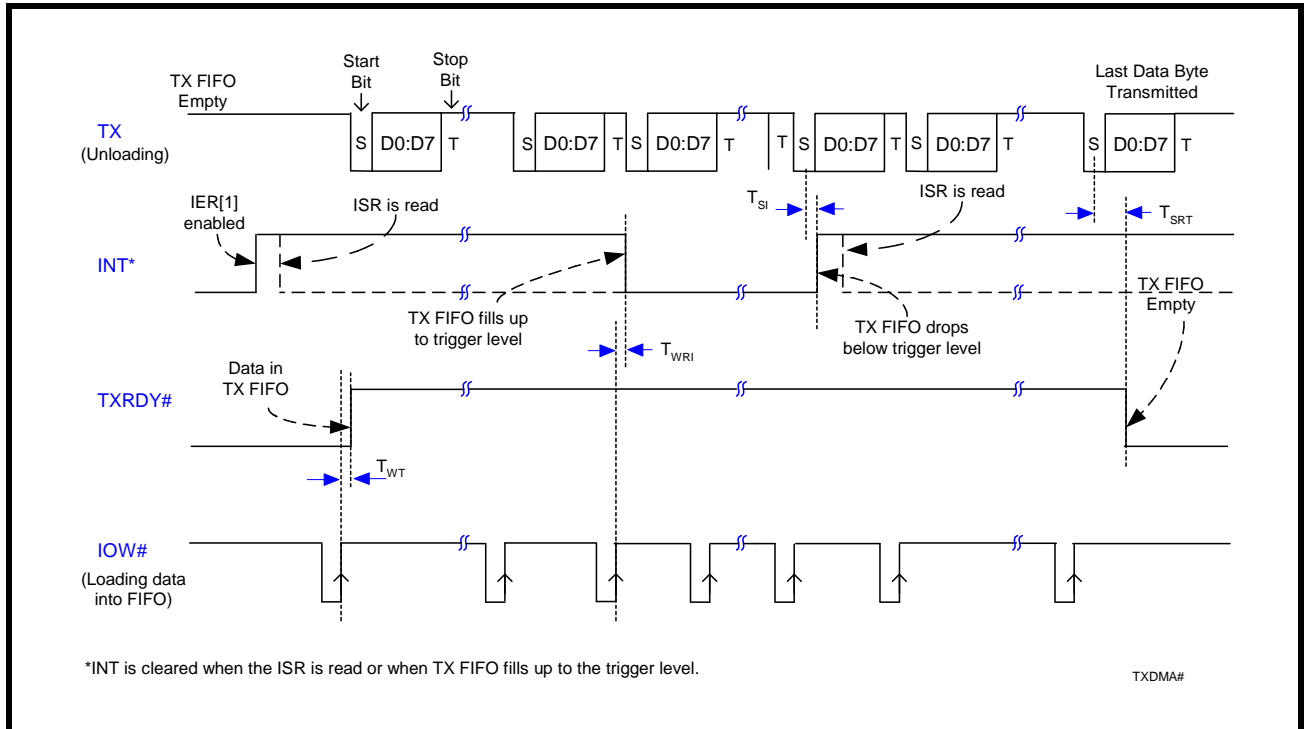 Start
Bit
Stop
Bit
TX FIFO
Empty
Last Data Byte
Transmitted
TX
(Unloading)
S D0:D7 T S D0:D7 T S D0:D7 T T S D0:D7 T S D0:D7 T S D0:D7 T
IER[1]
enabled
ISR is read
TSI
ISR is read
TSRT
INT*
TX FIFO fills up
to trigger level
TX FIFO drops
below trigger level
TX FIFO
Empty
TWRI
Data in
TX FIFO
TXRDY#
TWT
IOW#
(Loading data
into FIFO)
*INT is cleared when the ISR is read or when TX FIFO fills up to the trigger level.
TXDMA#